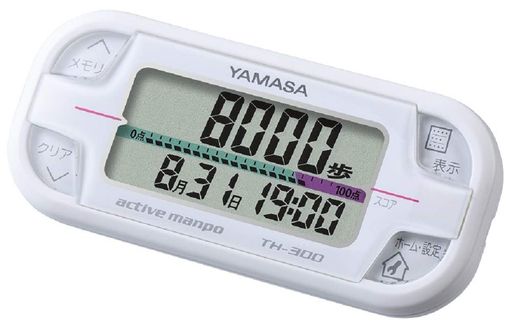 メモリ
YAMASA
8000歩
0点
100点
8月31日 19:00
クリア
表示
スコア
active manpo
TH-300
ホーム・設定